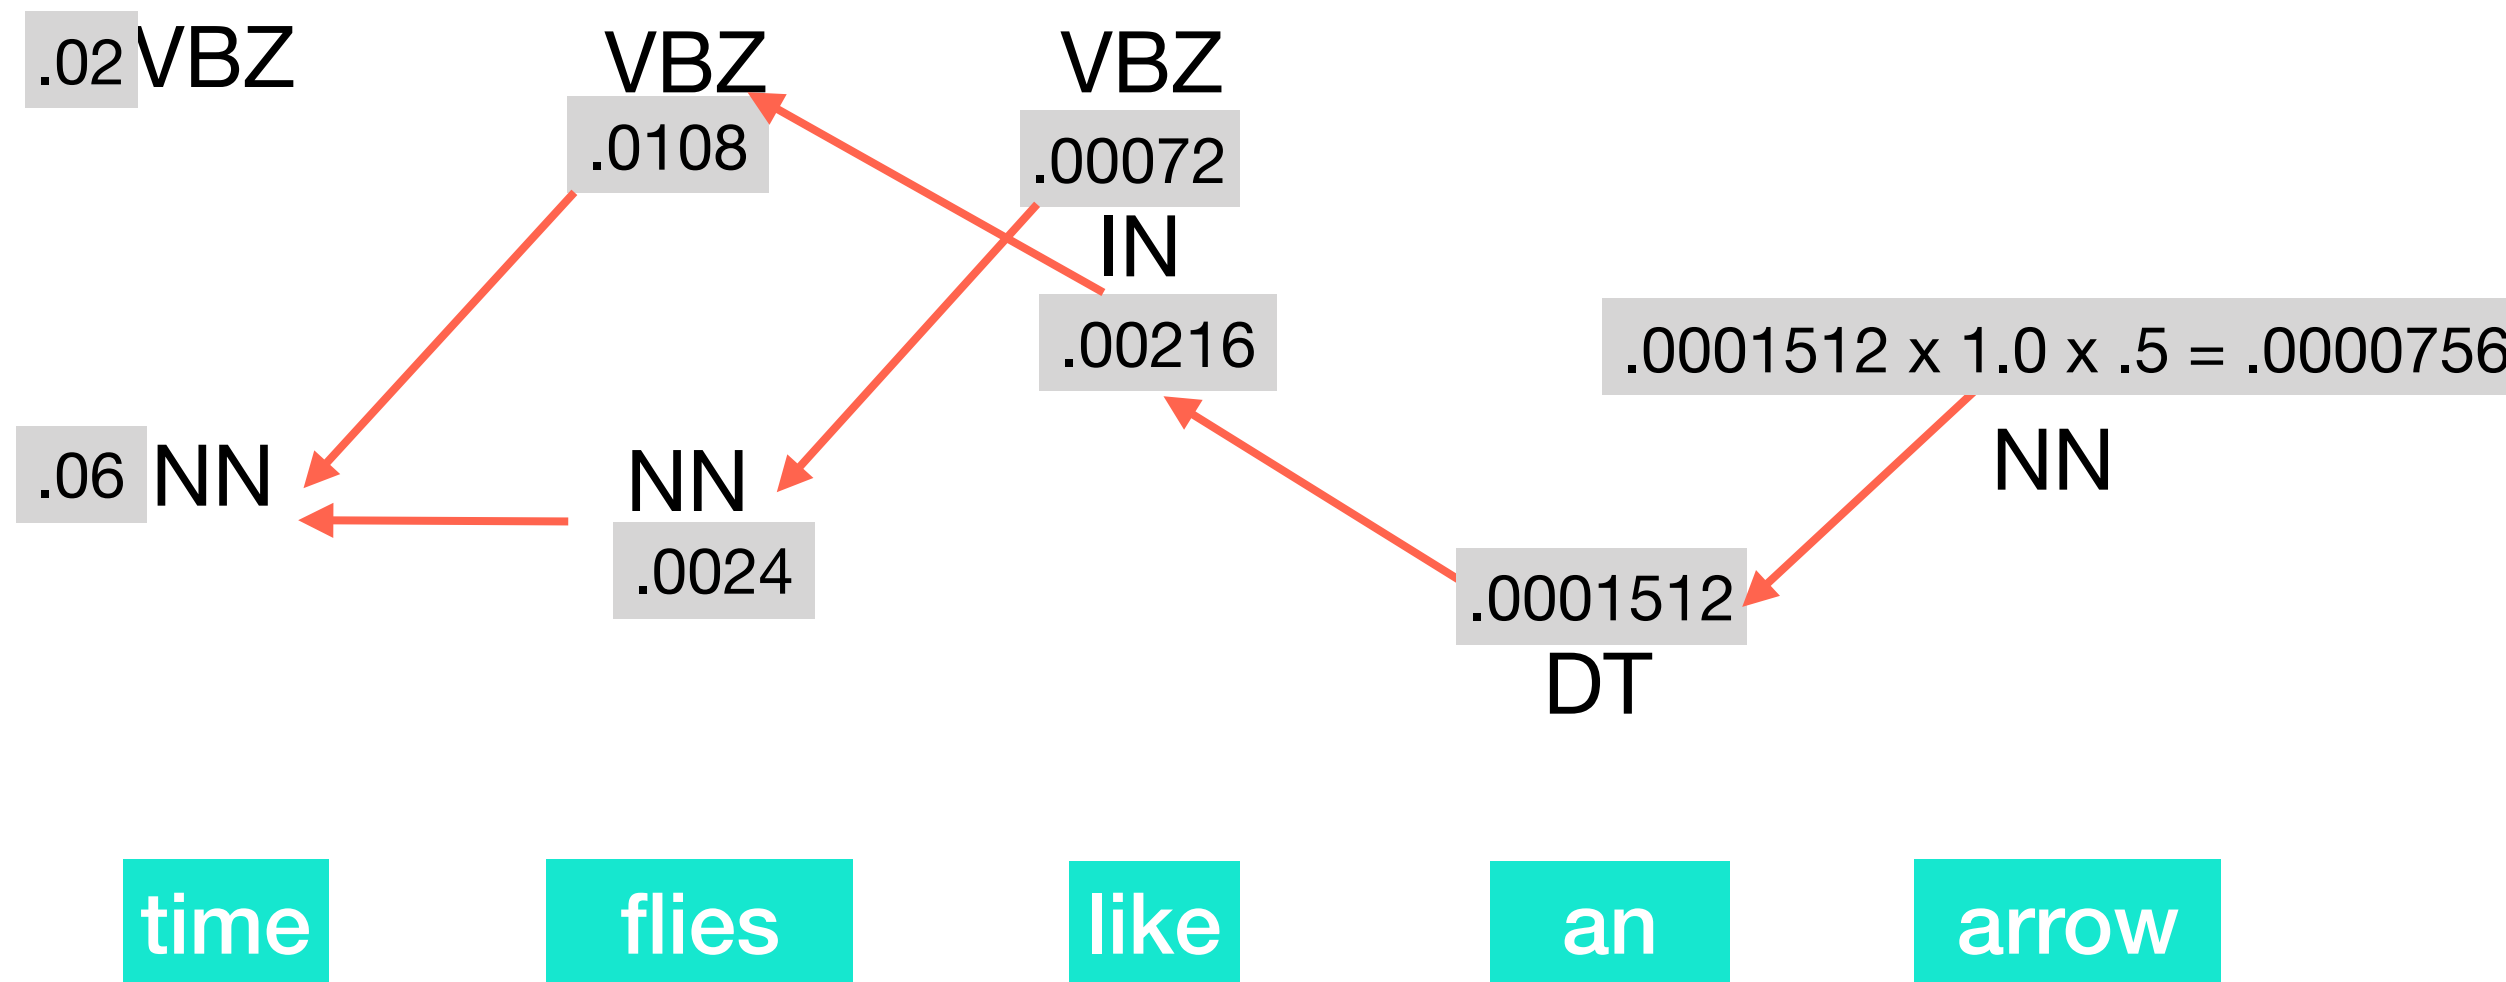 .02 VBZ
VBZ
.0108
VBZ
.00072
IN
.00216
.0001512 x 1.0 x .5 = .0000756
NN
.06 NN
NN
.0024
.0001512
DT
time
flies
like
an
arrow